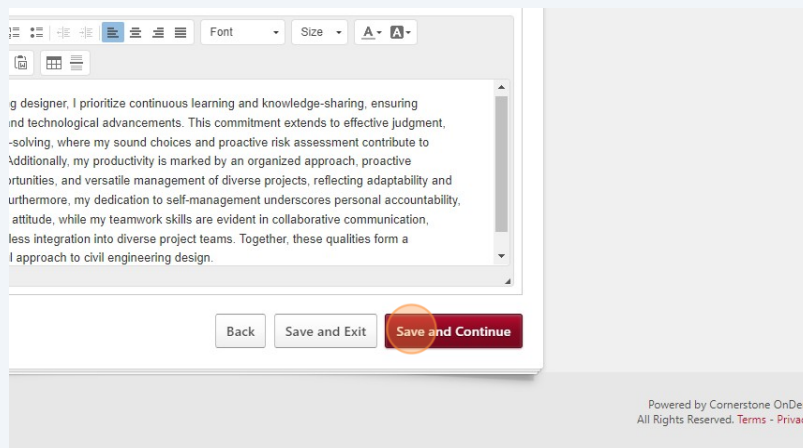 Font Size A A
designer, I prioritize continuous learning and knowledge-sharing, ensuring
and technological advancements. This commitment extends to effective judgment,
-solving, where my sound choices and proactive risk assessment contribute to
Additionally, my productivity is marked by an organized approach, proactive
and versatile management of diverse projects, reflecting adaptability and
my dedication to self-management underscores personal accountability,
attitude, while my teamwork skills are evident in collaborative communication,
less integration into diverse project teams. Together, these qualities form a
approach to civil engineering design.
Back Save and Exit Save and Continue
Powered by Cornerstone OnDe
All Rights Reserved. Terms - Priva